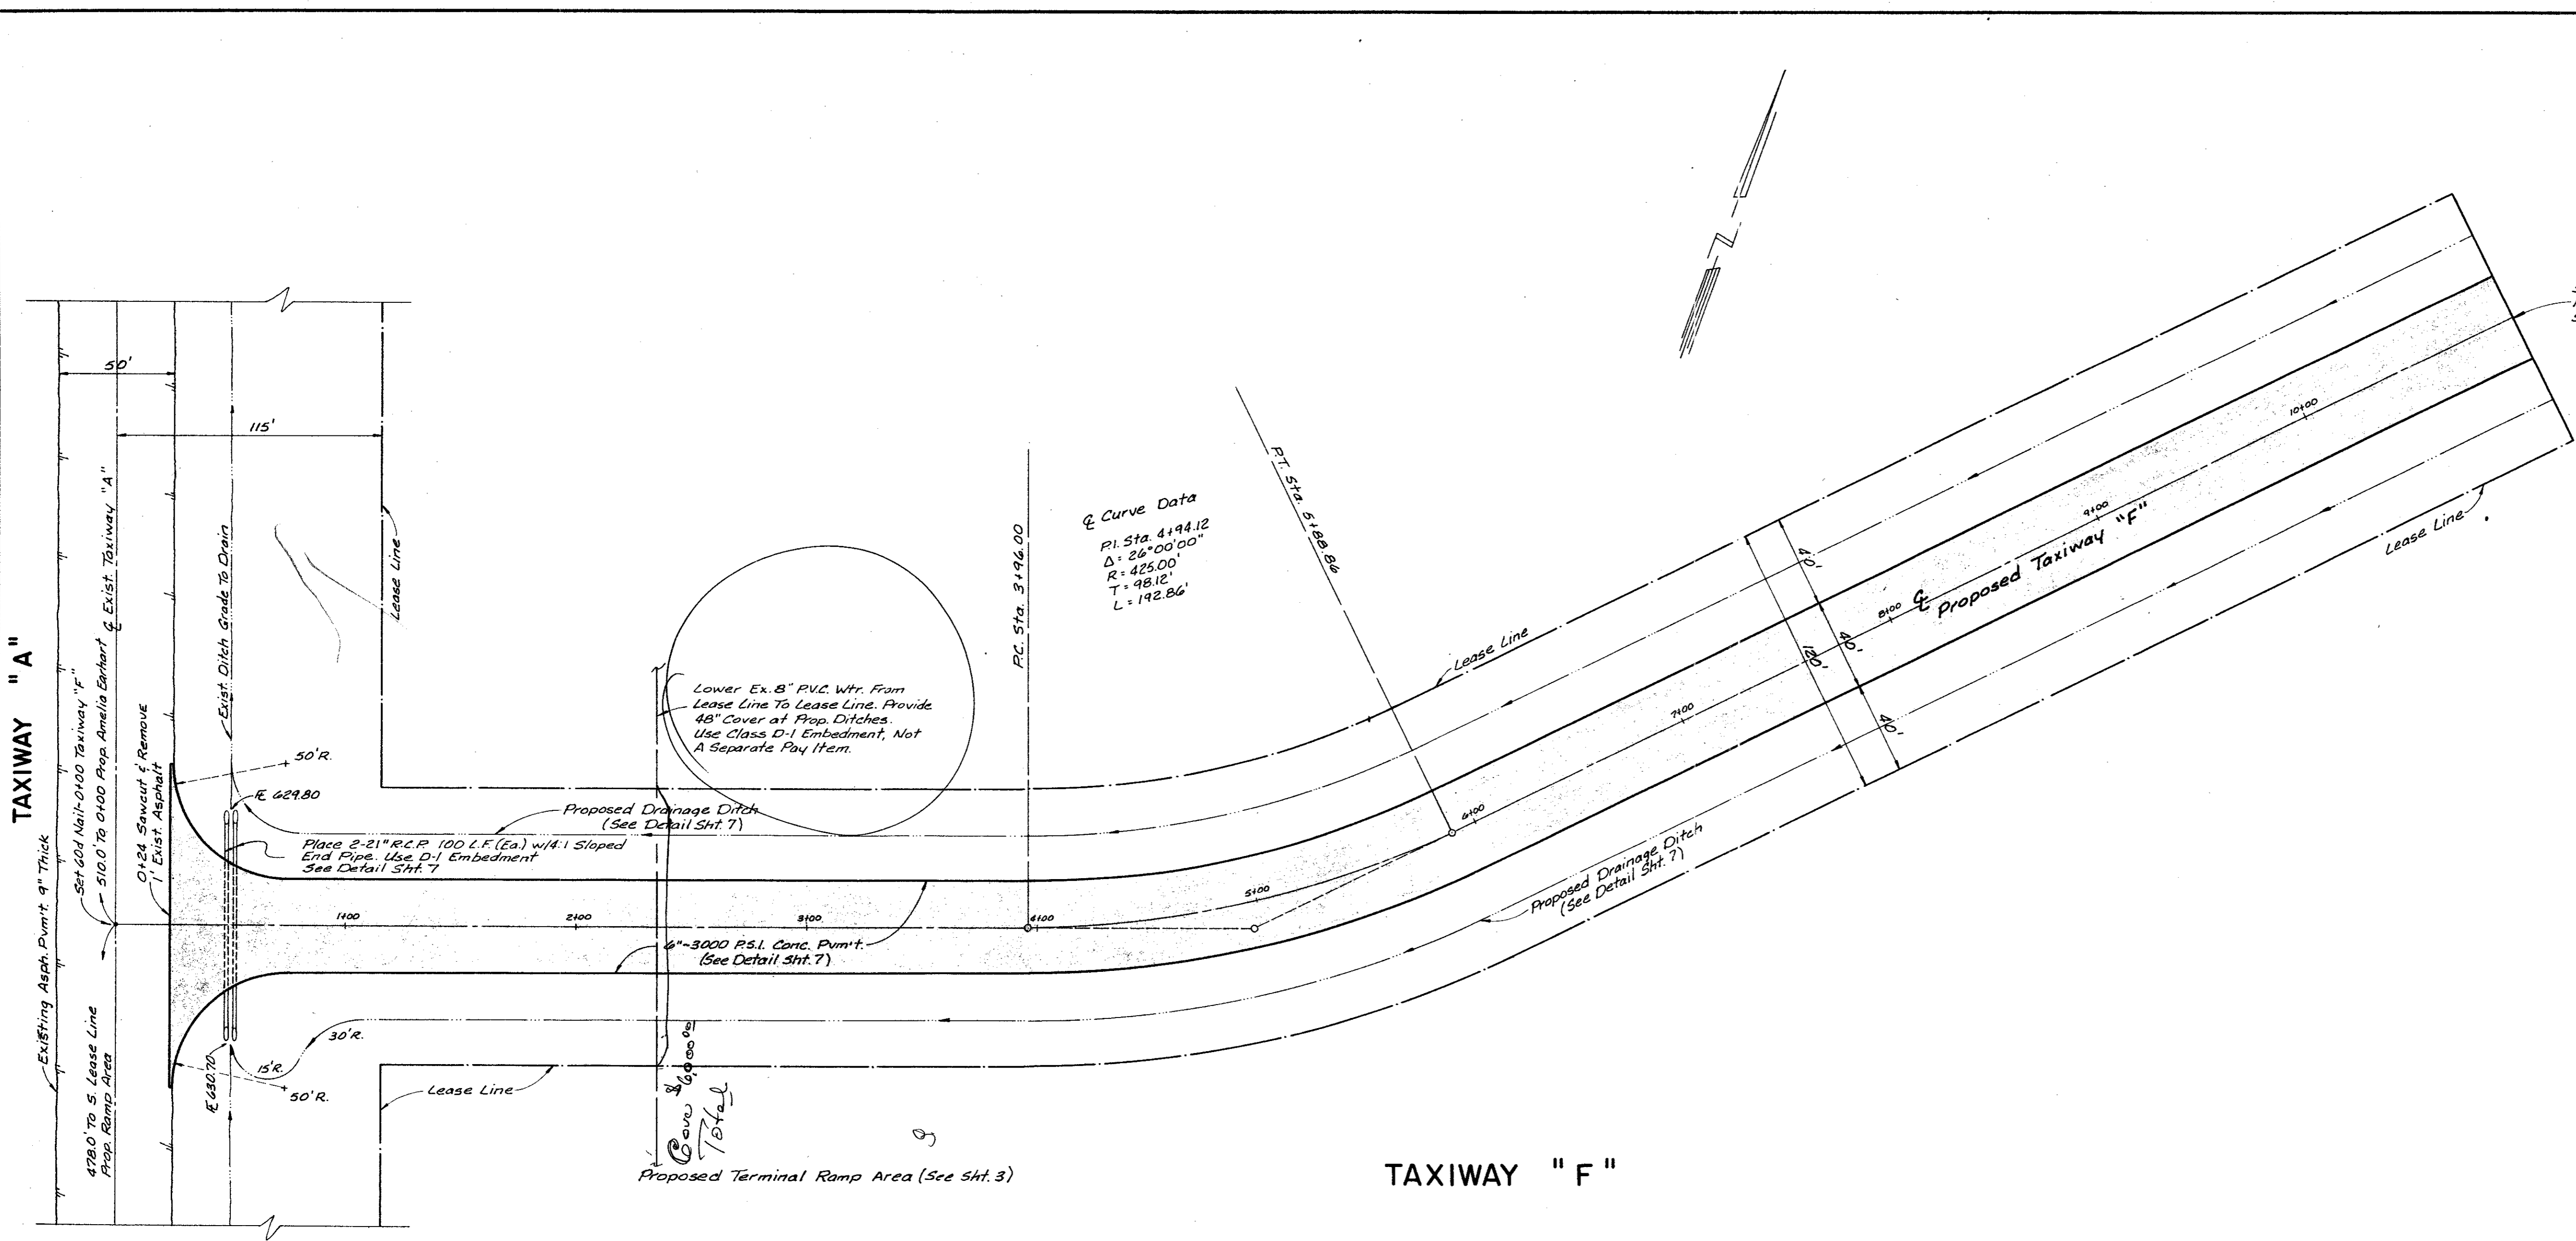 TAXIWAY "A"
Existing Asph. Pvm't. 9" Thick
50'
115'
Set 60d Nail-0+00 Taxiway "F"
510.0' To 0+00 Prop. Amelia Earhart
℄ Exist. Taxiway "A"
0+24 Sawcut & Remove
1' Exist. Asphalt
478.0' To S. Lease Line
Prop. Ramp Area
Exist. Ditch Grade To Drain
Lease Line
50' R.
F̵L 629.80
Place 2-21" R.C.P. 100 L.F. (Ea.) w/4:1 Sloped
End Pipe. Use D-1 Embedment
See Detail Sht. 7
Proposed Drainage Ditch
(See Detail Sht. 7)
Lower Ex. 8" P.V.C. Wtr. From
Lease Line To Lease Line. Provide
48" Cover at Prop. Ditches.
Use Class D-1 Embedment, Not
A Separate Pay Item.
1+00
2+00
3+00
4+00
5+00
6+00
7+00
8+00
9+00
10+00
6"-3000 P.S.I. Conc. Pvm't.
(See Detail Sht. 7)
30' R.
15' R.
F̵L 630.70
50' R.
Lease Line
$6,000.00
Total
Proposed Terminal Ramp Area (See Sht. 3)
P.C. Sta. 3+96.00
℄ Curve Data
P.I. Sta. 4+94.12
Δ = 26°00'00"
R = 425.00'
T = 98.12'
L = 192.86'
P.T. Sta. 5+88.86
Lease Line
40'
40'
120'
40'
℄ Proposed Taxiway "F"
Lease Line
Proposed Drainage Ditch
(See Detail Sht. 7)
TAXIWAY "F"